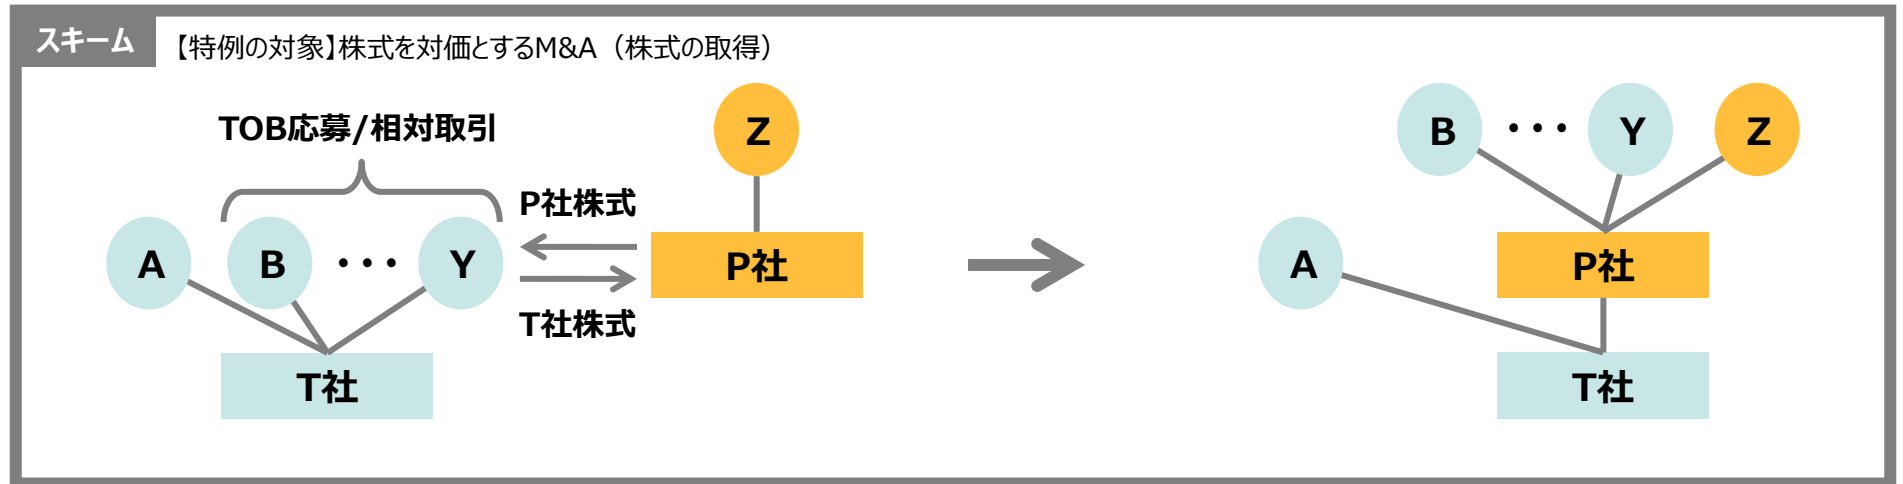 スキーム
【特例の対象】株式を対価とするM&A（株式の取得）
TOB応募/相対取引
A
B
・・・
Y
T社
P社株式
T社株式
Z
P社
B
・・・
Y
Z
A
P社
T社